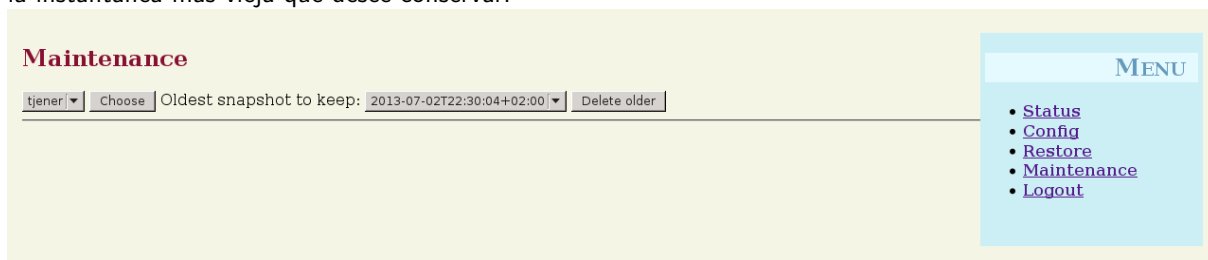 la instantánea más vieja que desee conservar.
Maintenance
tjener Choose Oldest snapshot to keep: 2013-07-02T22:30:04+02:00 Delete older
MENU
Status
Config
Restore
Maintenance
Logout